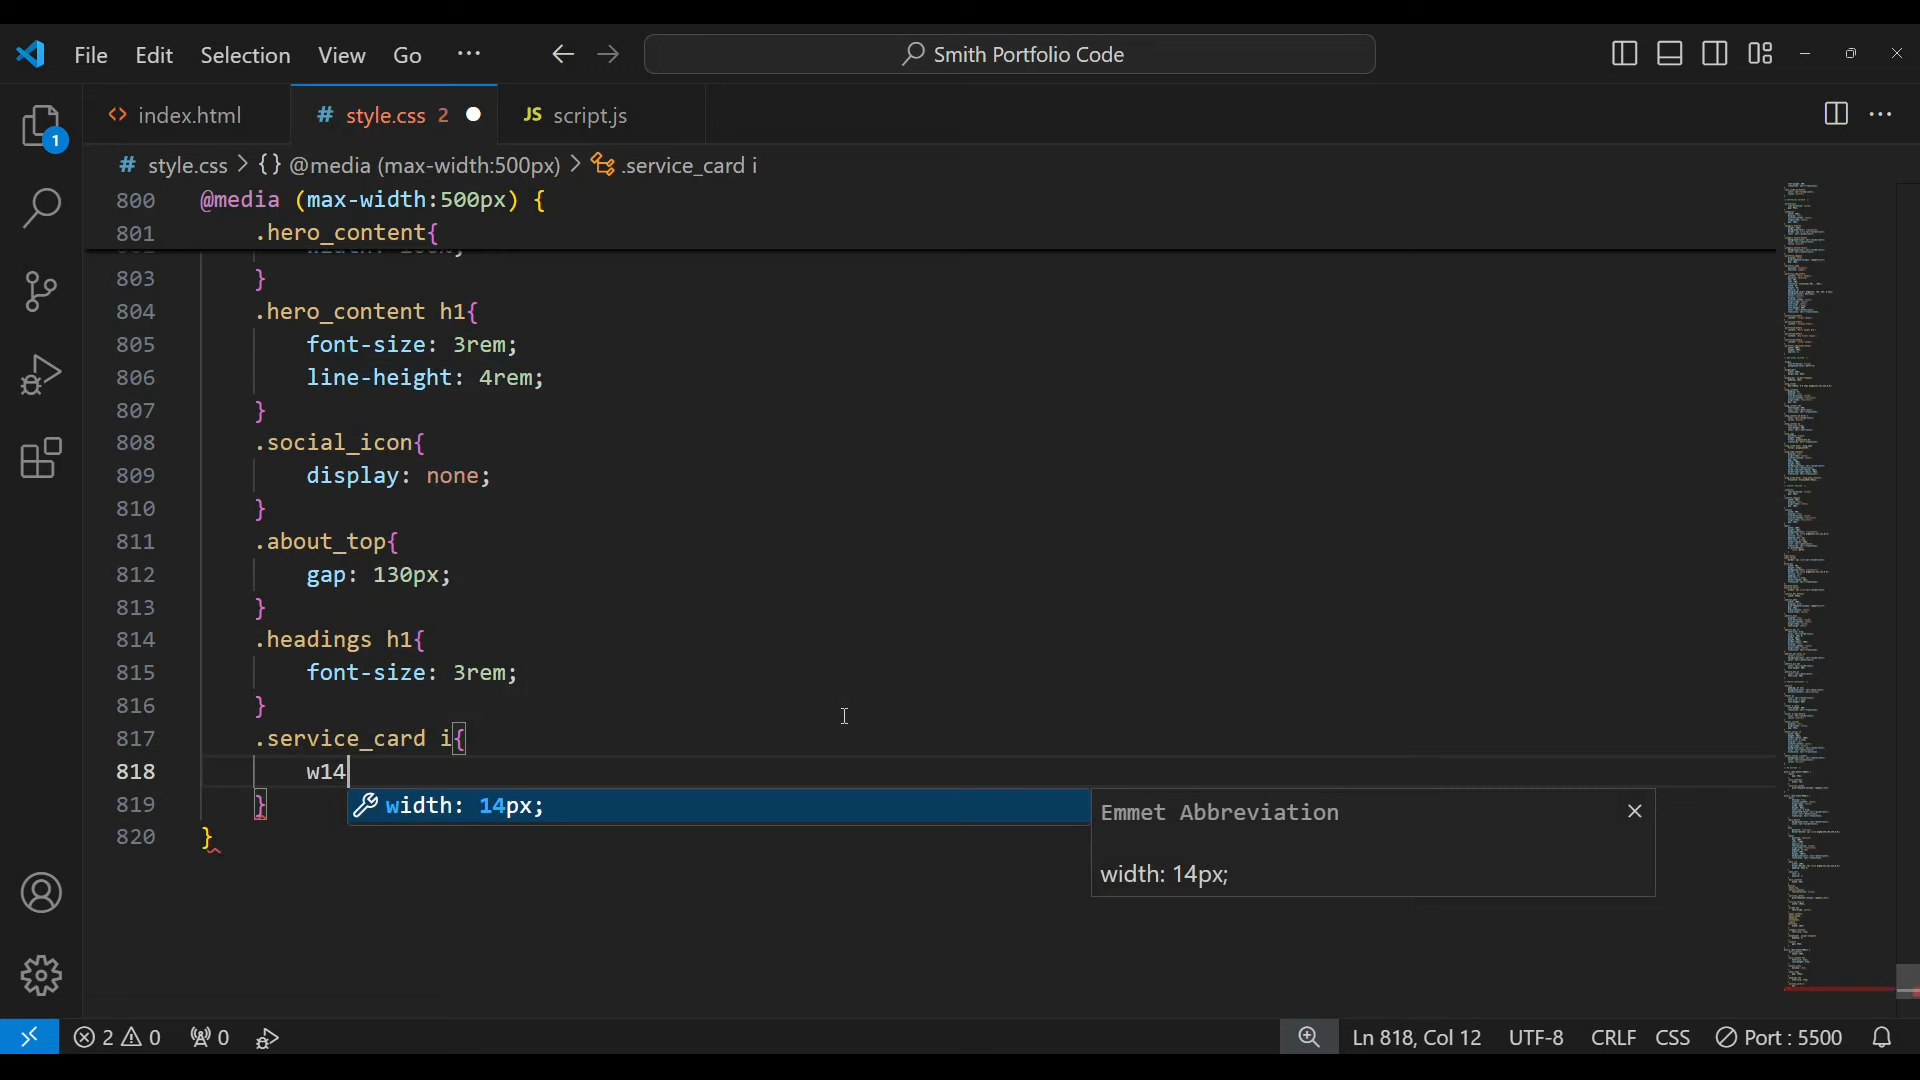 File Edit Selection View Go ···
Smith Portfolio Code
index.html
# style.css 2
JS script.js
1
# style.css > {} @media (max-width:500px) > .service_card i
800 @media (max-width:500px) {
801 .hero_content{
803 }
804 .hero_content h1{
805 font-size: 3rem;
806 line-height: 4rem;
807 }
808 .social_icon{
809 display: none;
810 }
811 .about_top{
812 gap: 130px;
813 }
814 .headings h1{
815 font-size: 3rem;
816 }
817 .service_card i{
818 w14
819 }
width: 14px;
Emmet Abbreviation
width: 14px;
820 }
2 0 0
Ln 818, Col 12 UTF-8 CRLF CSS Port : 5500